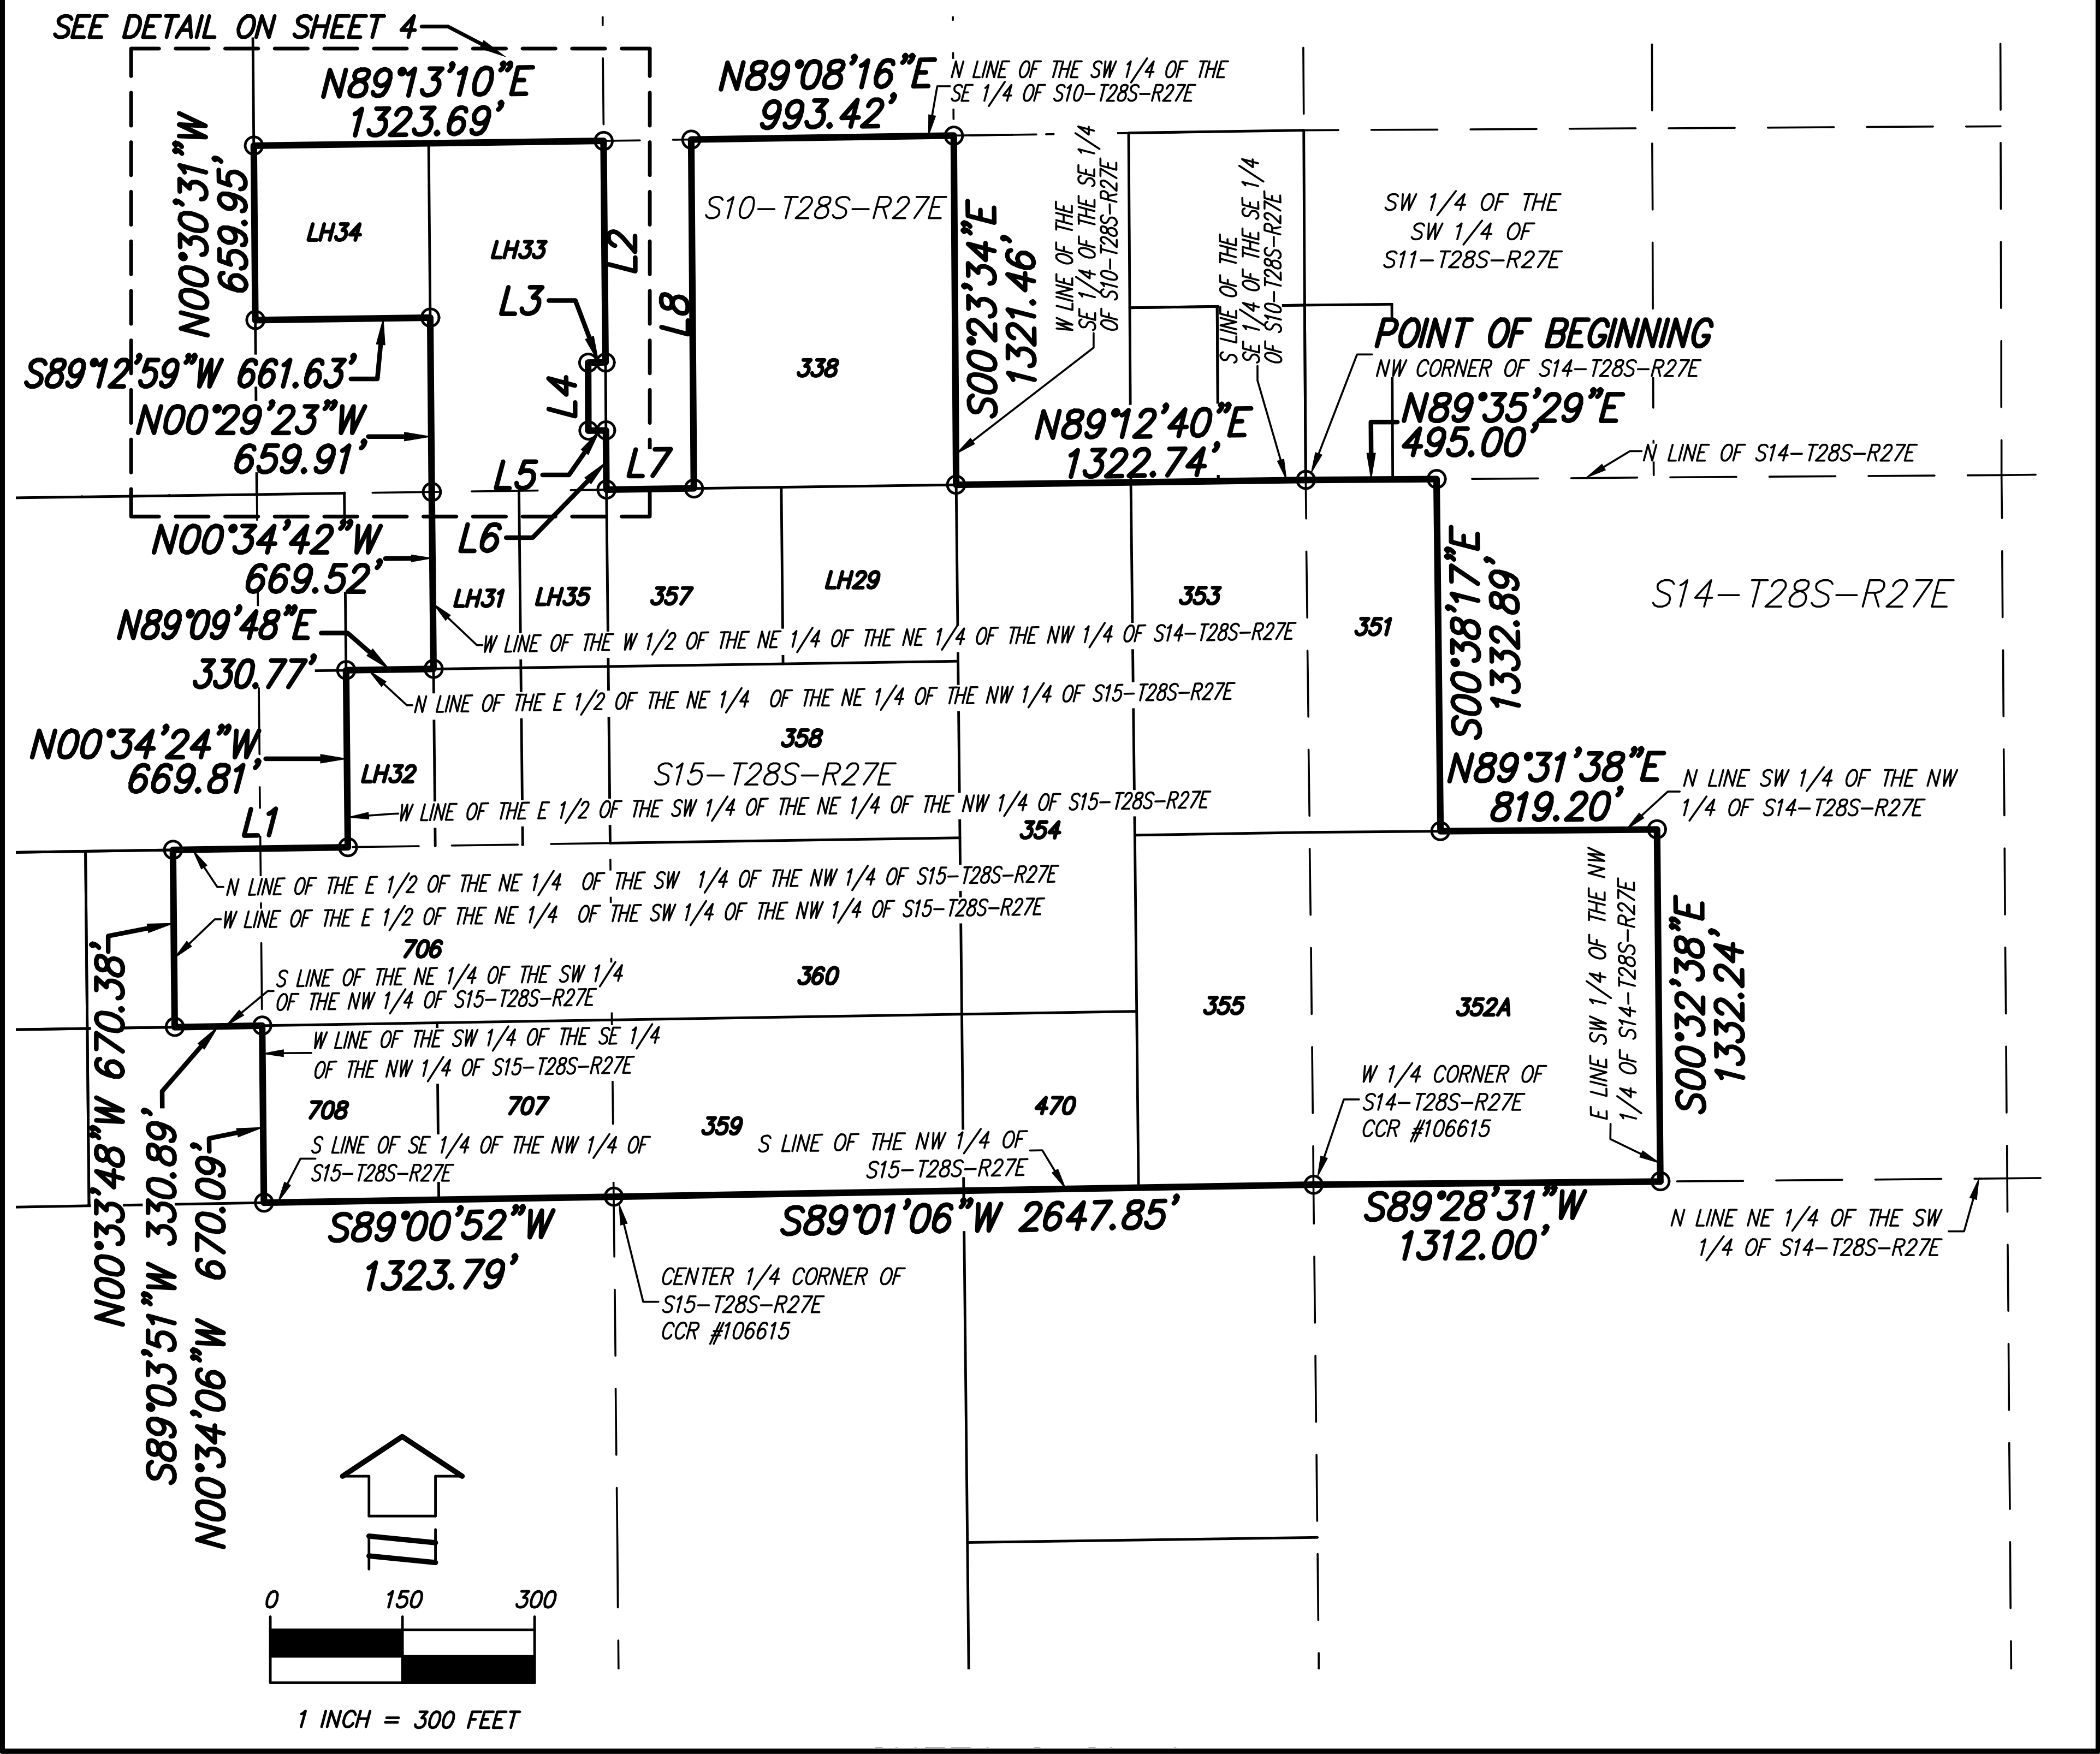 SEE DETAIL ON SHEET 4
N89°13'10"E
1323.69'
N89°08'16"E
993.42'
N LINE OF THE SW 1/4 OF THE
SE 1/4 OF S10-T28S-R27E
N00°30'31"W
659.95'
LH34
LH33
L2
L3
L4
L5
L6
L7
L8
S10-T28S-R27E
338
S00°23'34"E
1321.46'
W LINE OF THE
SE 1/4 OF THE SE 1/4
OF S10-T28S-R27E
S LINE OF THE
SE 1/4 OF THE SE 1/4
OF S10-T28S-R27E
SW 1/4 OF THE
SW 1/4 OF
S11-T28S-R27E
POINT OF BEGINNING
NW CORNER OF S14-T28S-R27E
N89°35'29"E
495.00'
N LINE OF S14-T28S-R27E
N89°12'40"E
1322.74'
S89°12'59"W 661.63'
N00°29'23"W
659.91'
N00°34'42"W
669.52'
N89°09'48"E
330.77'
LH31
LH35
357
LH29
353
351
S14-T28S-R27E
S00°38'17"E
1332.89'
W LINE OF THE W 1/2 OF THE NE 1/4 OF THE NE 1/4 OF THE NW 1/4 OF S14-T28S-R27E
N LINE OF THE E 1/2 OF THE NE 1/4 OF THE NE 1/4 OF THE NW 1/4 OF S15-T28S-R27E
N00°34'24"W
669.81'
LH32
358
S15-T28S-R27E
W LINE OF THE E 1/2 OF THE SW 1/4 OF THE NE 1/4 OF THE NW 1/4 OF S15-T28S-R27E
N89°31'38"E
819.20'
N LINE SW 1/4 OF THE NW
1/4 OF S14-T28S-R27E
L1
354
N LINE OF THE E 1/2 OF THE NE 1/4 OF THE SW 1/4 OF THE NW 1/4 OF S15-T28S-R27E
W LINE OF THE E 1/2 OF THE NE 1/4 OF THE SW 1/4 OF THE NW 1/4 OF S15-T28S-R27E
706
S LINE OF THE NE 1/4 OF THE SW 1/4
OF THE NW 1/4 OF S15-T28S-R27E
360
355
352A
E LINE SW 1/4 OF THE NW
1/4 OF S14-T28S-R27E
S00°32'38"E
1332.24'
N00°33'48"W 670.38'
S89°03'51"W 330.89'
N00°34'06"W 670.09'
W LINE OF THE SW 1/4 OF THE SE 1/4
OF THE NW 1/4 OF S15-T28S-R27E
708
707
359
470
W 1/4 CORNER OF
S14-T28S-R27E
CCR #106615
S LINE OF SE 1/4 OF THE NW 1/4 OF
S15-T28S-R27E
S LINE OF THE NW 1/4 OF
S15-T28S-R27E
S89°00'52"W
1323.79'
S89°01'06"W 2647.85'
S89°28'31"W
1312.00'
N LINE NE 1/4 OF THE SW
1/4 OF S14-T28S-R27E
CENTER 1/4 CORNER OF
S15-T28S-R27E
CCR #106615
0 150 300
1 INCH = 300 FEET